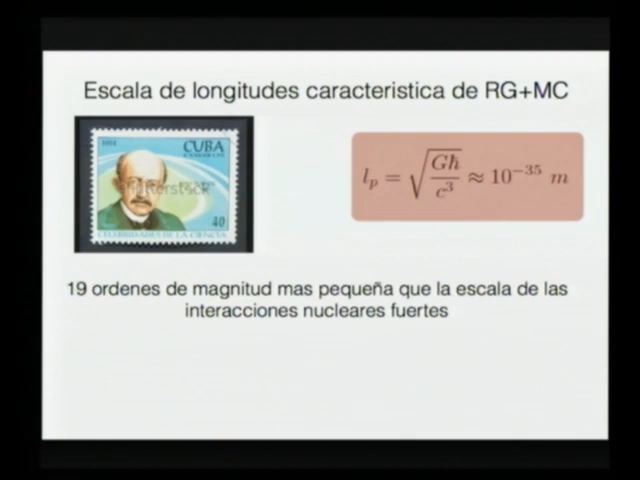 Escala de longitudes caracteristica de RG+MC
CUBA
shutterstock
40
CELEBRIDADES DE LA CIENCIA
l_p = √(Għ/c³) ≈ 10⁻³⁵ m
19 ordenes de magnitud mas pequeña que la escala de las
interacciones nucleares fuertes